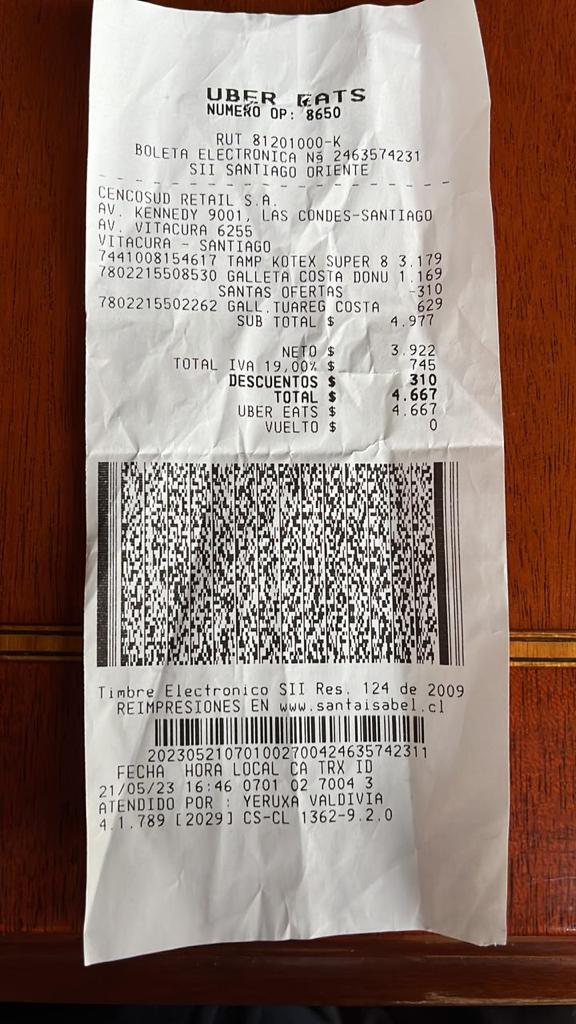 UBER EATS
NUMERO OP: 8650
RUT 81201000-K
BOLETA ELECTRONICA Nº 2463574231
SII SANTIAGO ORIENTE
- - - - - - - - - - - - - - - - - - - -
CENCOSUD RETAIL S.A.
AV. KENNEDY 9001, LAS CONDES-SANTIAGO
AV. VITACURA 6255
VITACURA - SANTIAGO
7441008154617 TAMP KOTEX SUPER 8 3.179
7802215508530 GALLETA COSTA DONU 1.169
SANTAS OFERTAS -310
7802215502262 GALL.TUAREG COSTA 629
SUB TOTAL $ 4.977
NETO $ 3.922
TOTAL IVA 19,00% $ 745
DESCUENTOS $ 310
TOTAL $ 4.667
UBER EATS $ 4.667
VUELTO $ 0
Timbre Electronico SII Res. 124 de 2009
REIMPRESIONES EN www.santaisabel.cl
202305210701002700424635742311
FECHA HORA LOCAL CA TRX ID
21/05/23 16:46 0701 02 7004 3
ATENDIDO POR : YERUXA VALDIVIA
4.1.789 [2029] CS-CL 1362-9.2.0